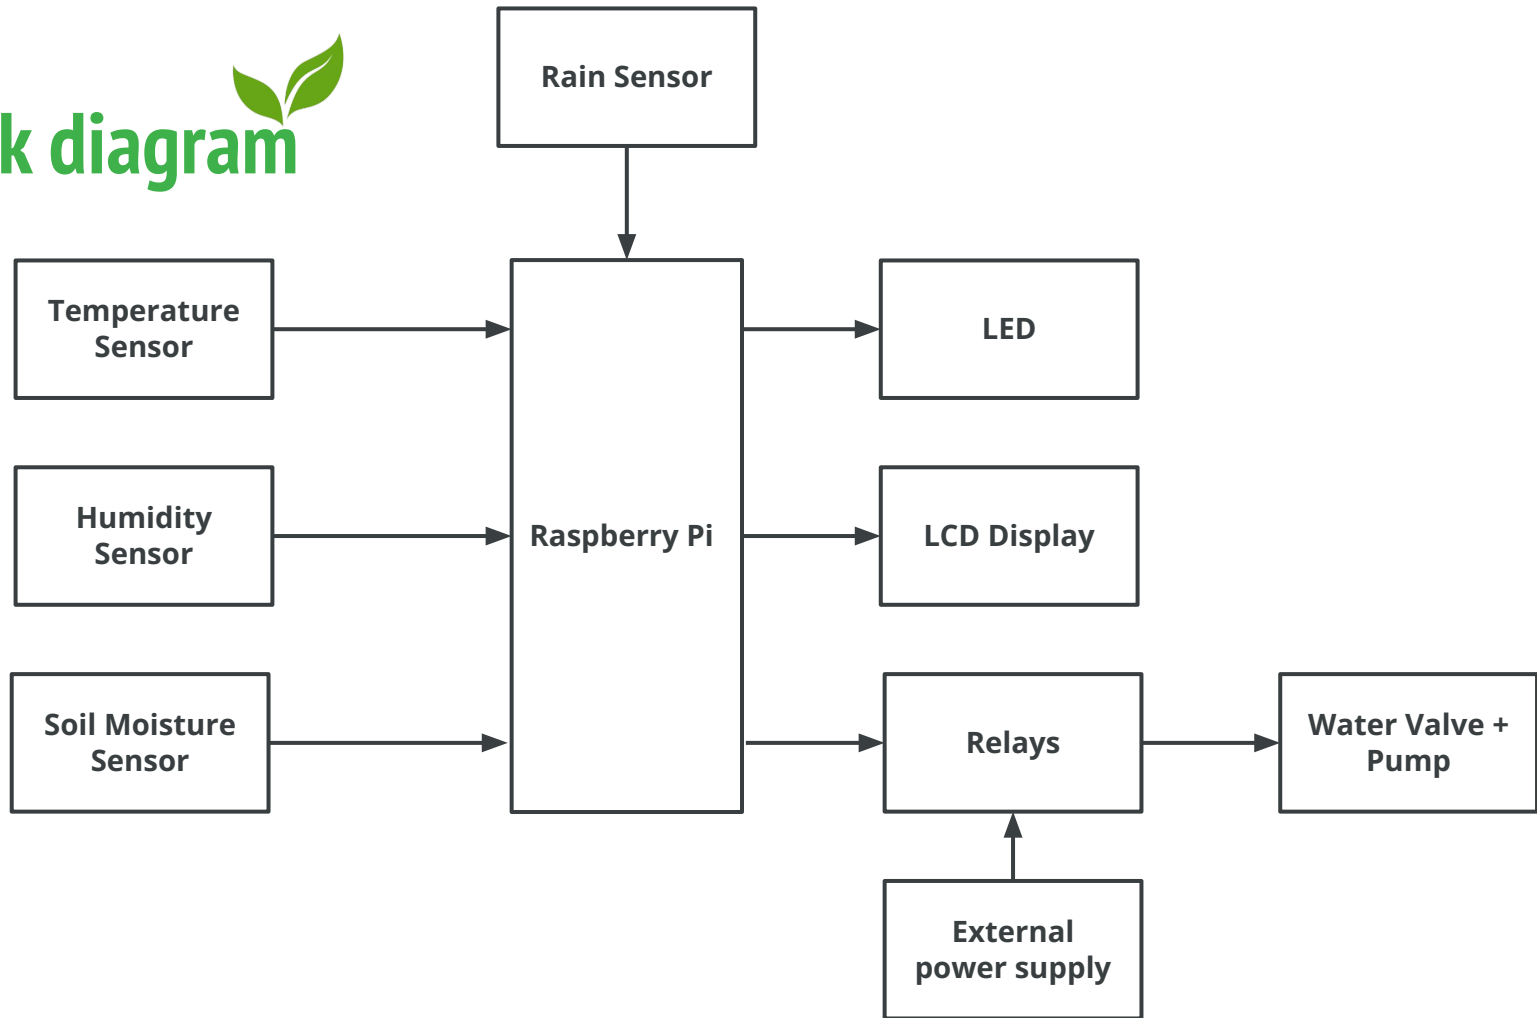 k diagram
Rain Sensor
Temperature
Sensor
LED
Humidity
Sensor
Raspberry Pi
LCD Display
Soil Moisture
Sensor
Relays
Water Valve +
Pump
External
power supply